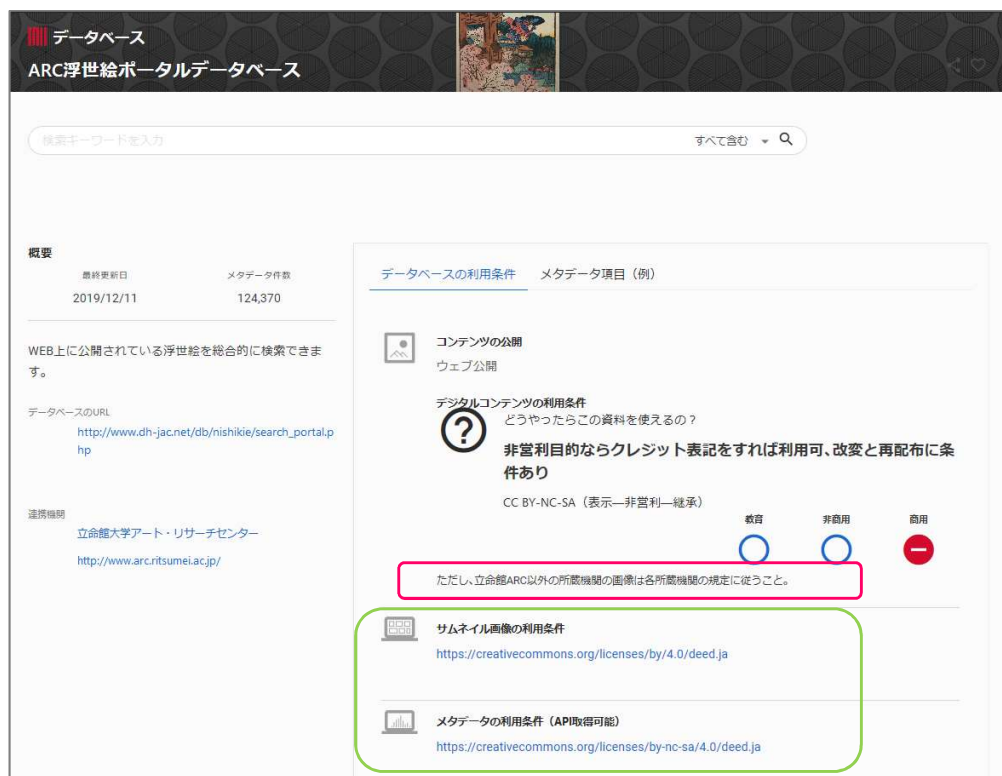 データベース
ARC浮世絵ポータルデータベース
検索キーワードを入力
すべて含む
概要
最終更新日 メタデータ件数
2019/12/11 124,370
WEB上に公開されている浮世絵を総合的に検索できま
す。
データベースのURL
http://www.dh-jac.net/db/nishikie/search_portal.p
hp
連携機関
立命館大学アート・リサーチセンター
http://www.arc.ritsumei.ac.jp/
データベースの利用条件 メタデータ項目（例）
コンテンツの公開
ウェブ公開
デジタルコンテンツの利用条件
どうやったらこの資料を使えるの？
非営利目的ならクレジット表記をすれば利用可、改変と再配布に条
件あり
CC BY-NC-SA（表示—非営利—継承）
教育 非商用 商用
ただし、立命館ARC以外の所蔵機関の画像は各所蔵機関の規定に従うこと。
サムネイル画像の利用条件
https://creativecommons.org/licenses/by/4.0/deed.ja
メタデータの利用条件（API取得可能）
https://creativecommons.org/licenses/by-nc-sa/4.0/deed.ja